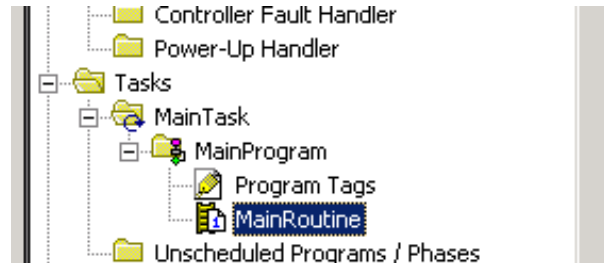 Controller Fault Handler
Power-Up Handler
Tasks
MainTask
MainProgram
Program Tags
MainRoutine
Unscheduled Programs / Phases